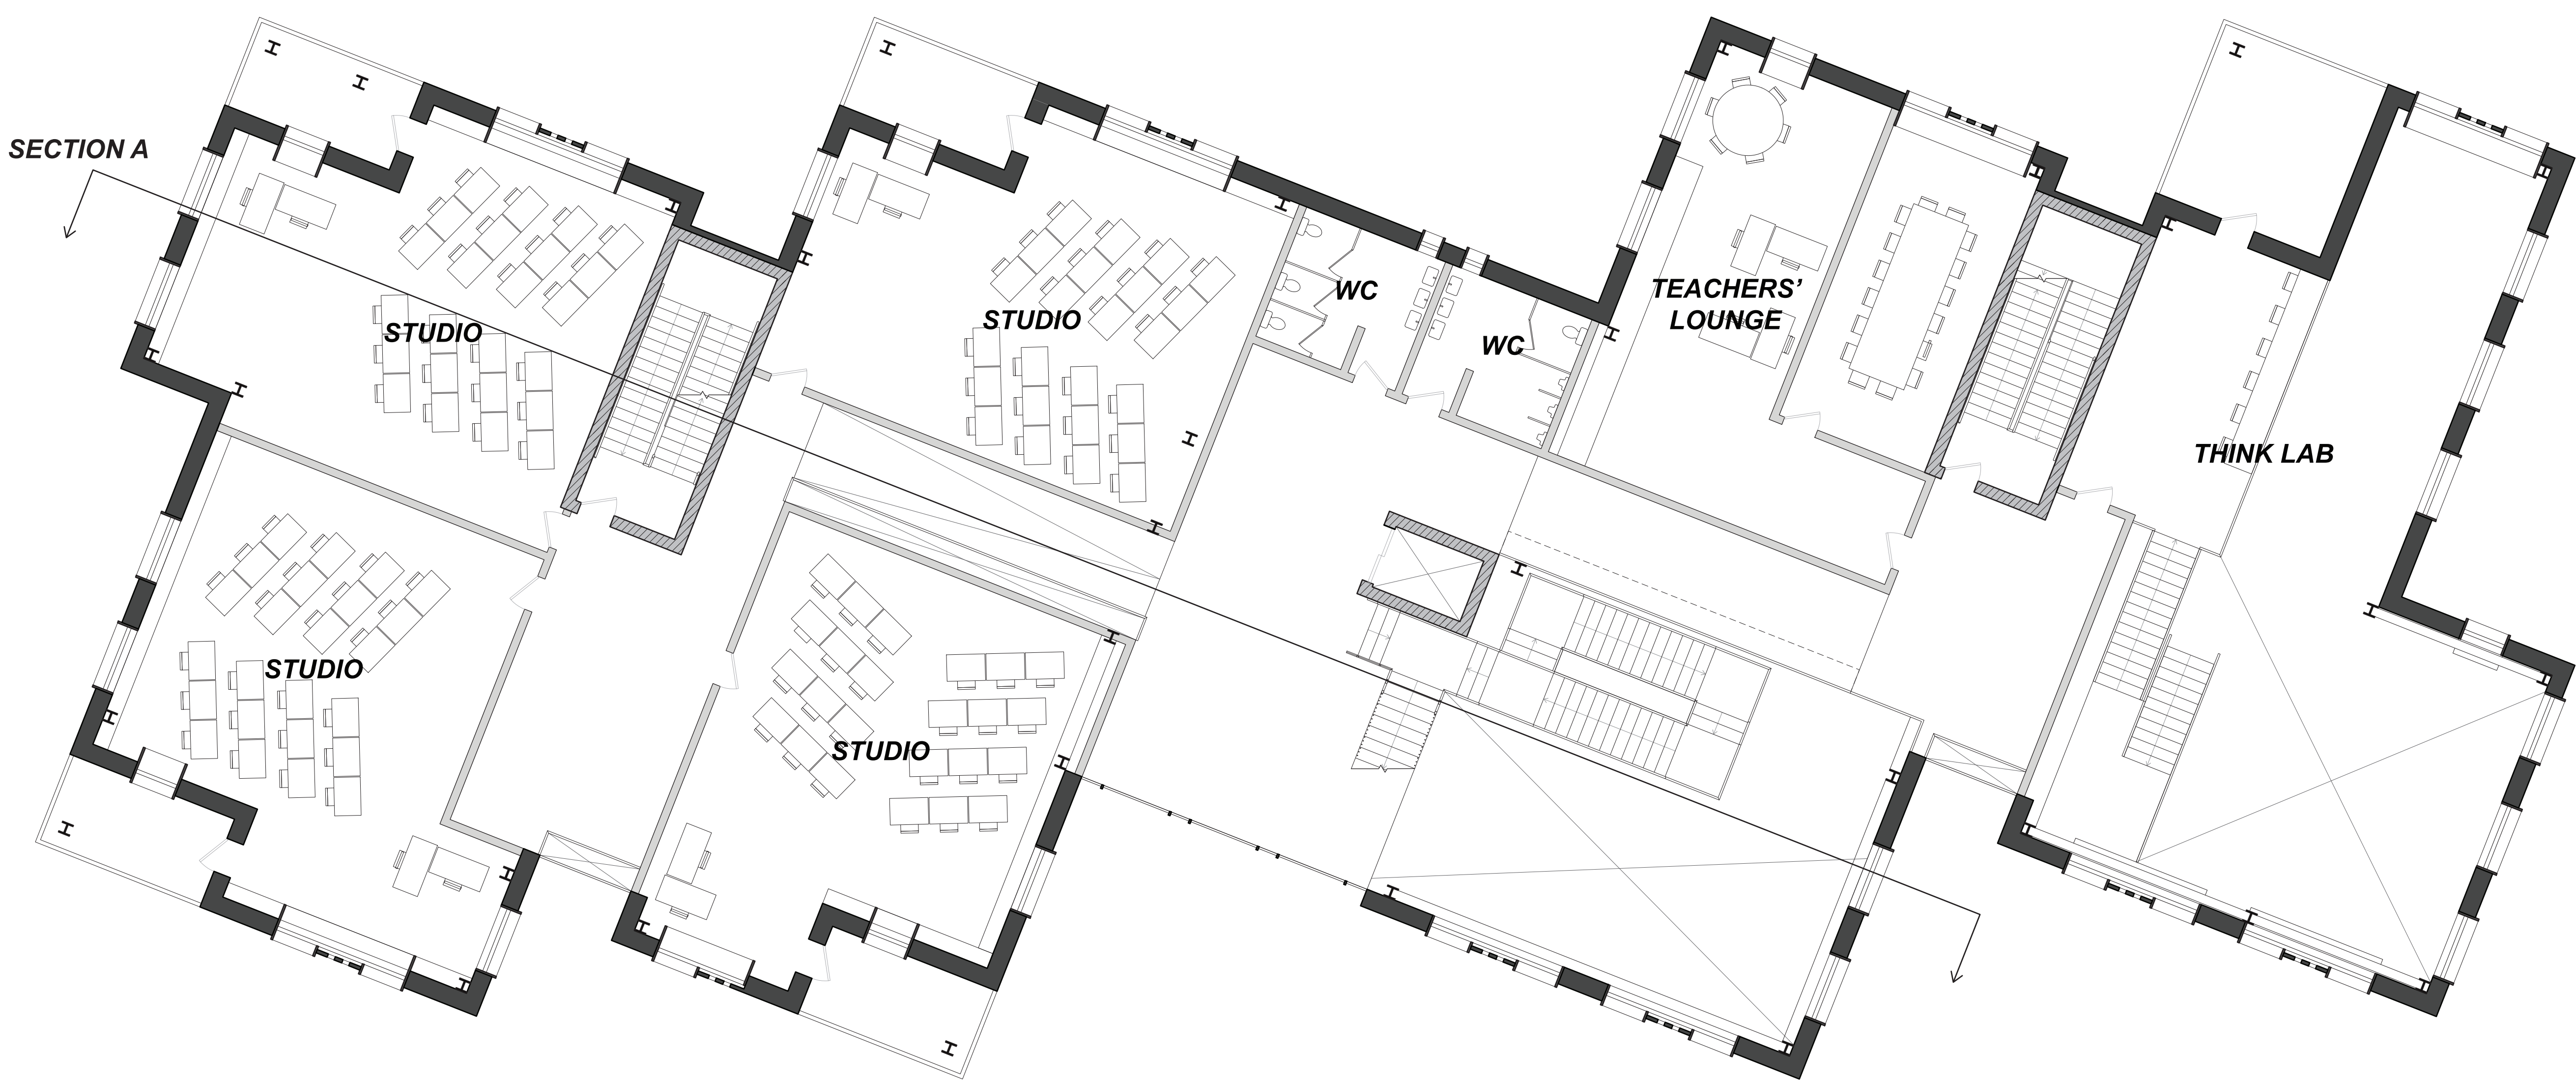 SECTION A
STUDIO
STUDIO
WC
WC
TEACHERS’
LOUNGE
THINK LAB
STUDIO
STUDIO